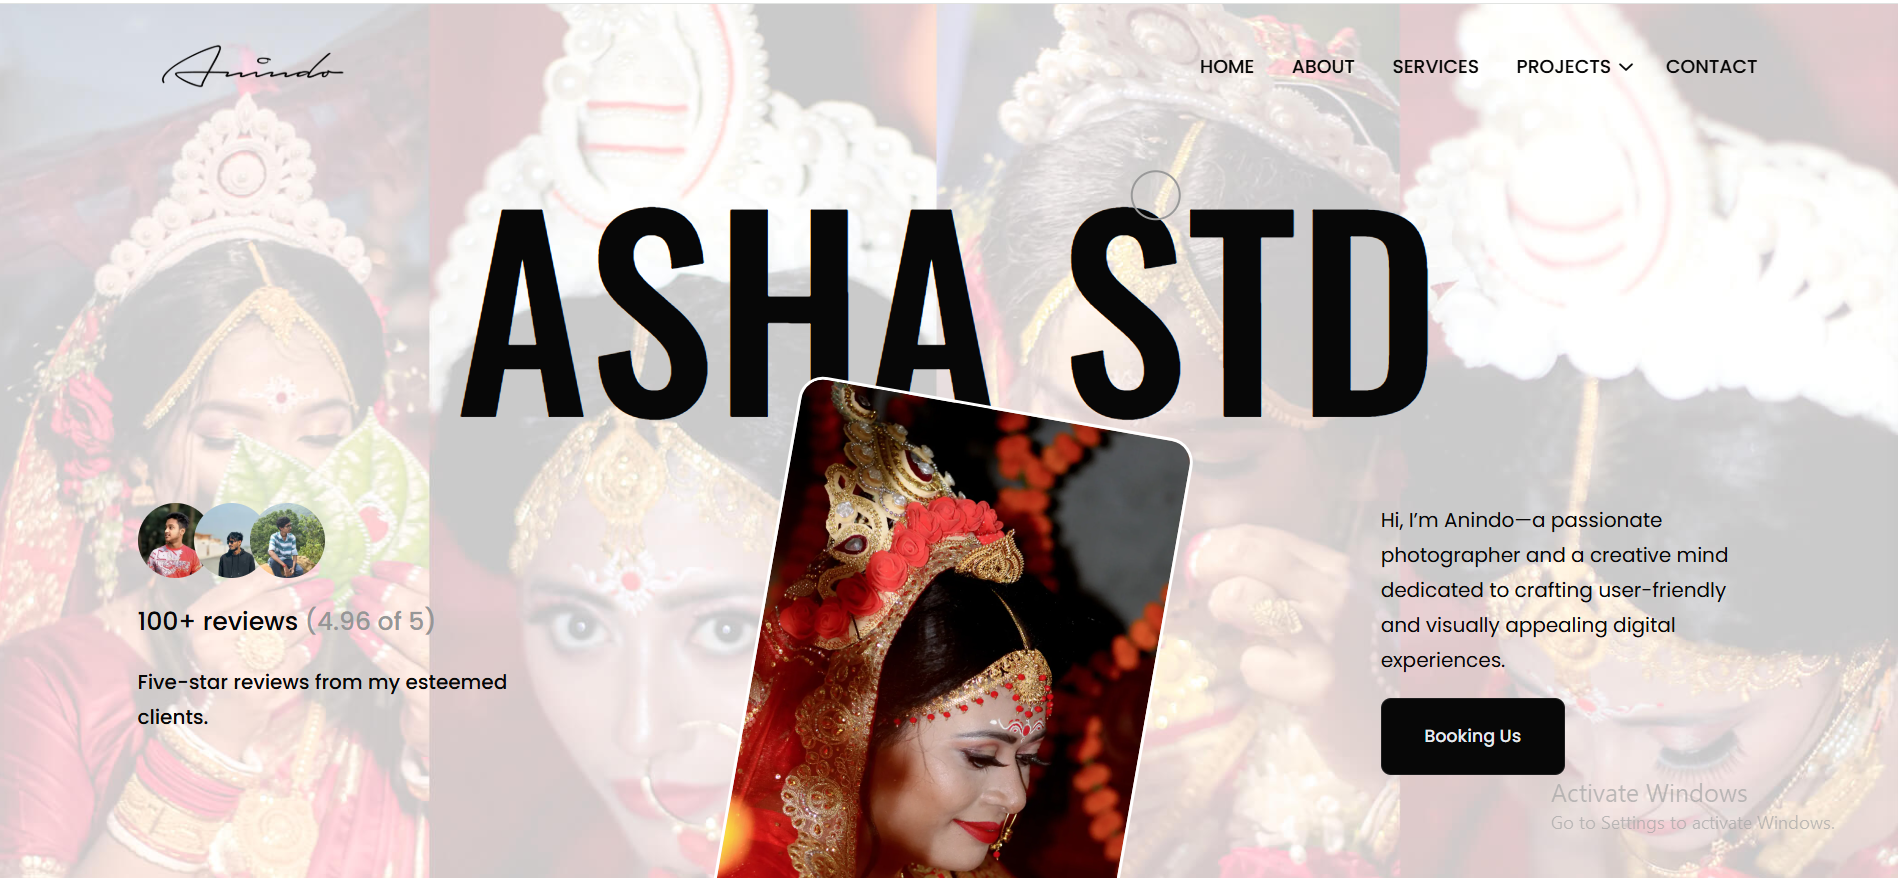 Anindo
HOME ABOUT SERVICES PROJECTS CONTACT
ASHA STD
100+ reviews (4.96 of 5)
Five-star reviews from my esteemed
clients.
Hi, I’m Anindo—a passionate
photographer and a creative mind
dedicated to crafting user-friendly
and visually appealing digital
experiences.
Booking Us
Activate Windows
Go to Settings to activate Windows.